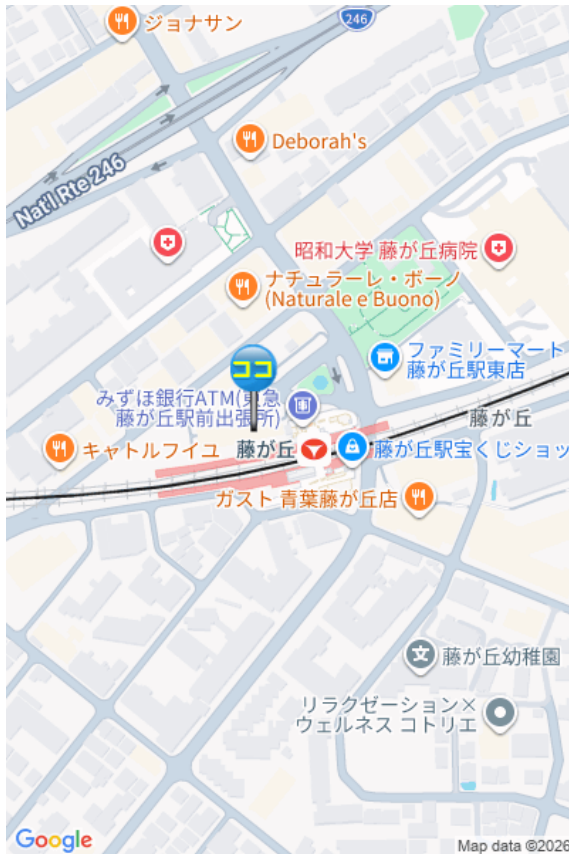 ジョナサン
246
Nat'l Rte 246
Deborah's
昭和大学 藤が丘病院
ナチュラーレ・ボーノ
(Naturale e Buono)
ファミリーマート
藤が丘駅東店
ココ
みずほ銀行ATM(東急
藤が丘駅前出張所)
藤が丘
キャトルフイユ
藤が丘
藤が丘駅宝くじショッ
ガスト 青葉藤が丘店
文
藤が丘幼稚園
リラクゼーション×
ウェルネス コトリエ
Google
Map data ©2026